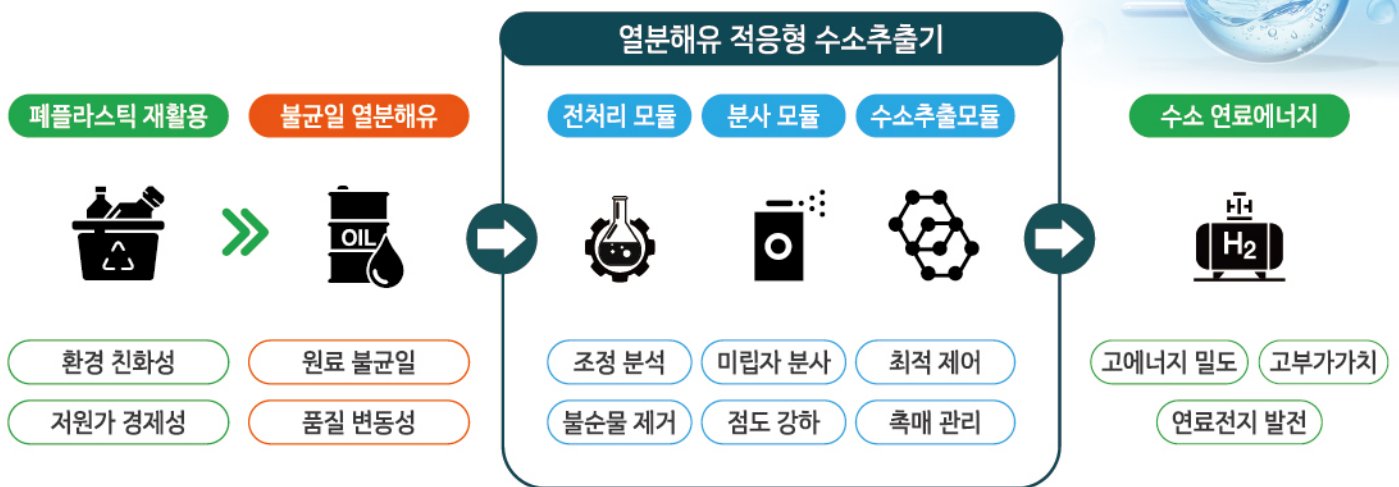 열분해유 적응형 수소추출기
폐플라스틱 재활용
불균일 열분해유
전처리 모듈
분사 모듈
수소추출모듈
수소 연료에너지
OIL
H2
환경 친화성
원료 불균일
조정 분석
미립자 분사
최적 제어
고에너지 밀도
고부가가치
저원가 경제성
품질 변동성
불순물 제거
점도 강하
촉매 관리
연료전지 발전